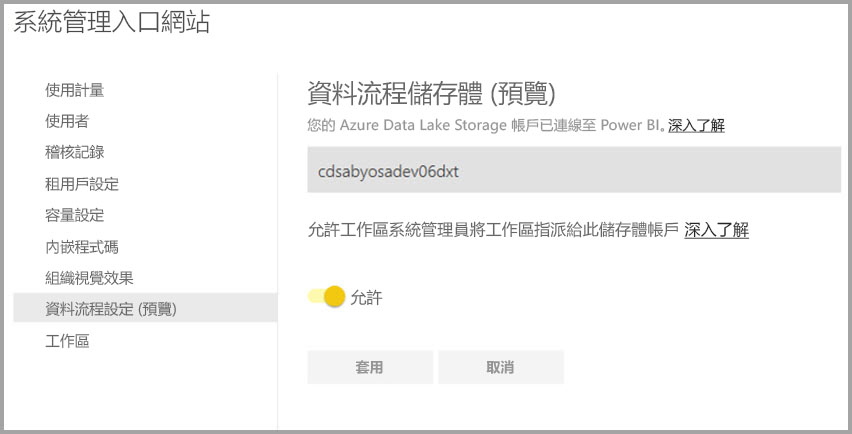 系統管理入口網站
使用計量
使用者
稽核記錄
租用戶設定
容量設定
內嵌程式碼
組織視覺效果
資料流程設定 (預覽)
工作區
資料流程儲存體 (預覽)
您的 Azure Data Lake Storage 帳戶已連線至 Power BI。深入了解
cdsabyosadev06dxt
允許工作區系統管理員將工作區指派給此儲存體帳戶 深入了解
允許
套用 取消